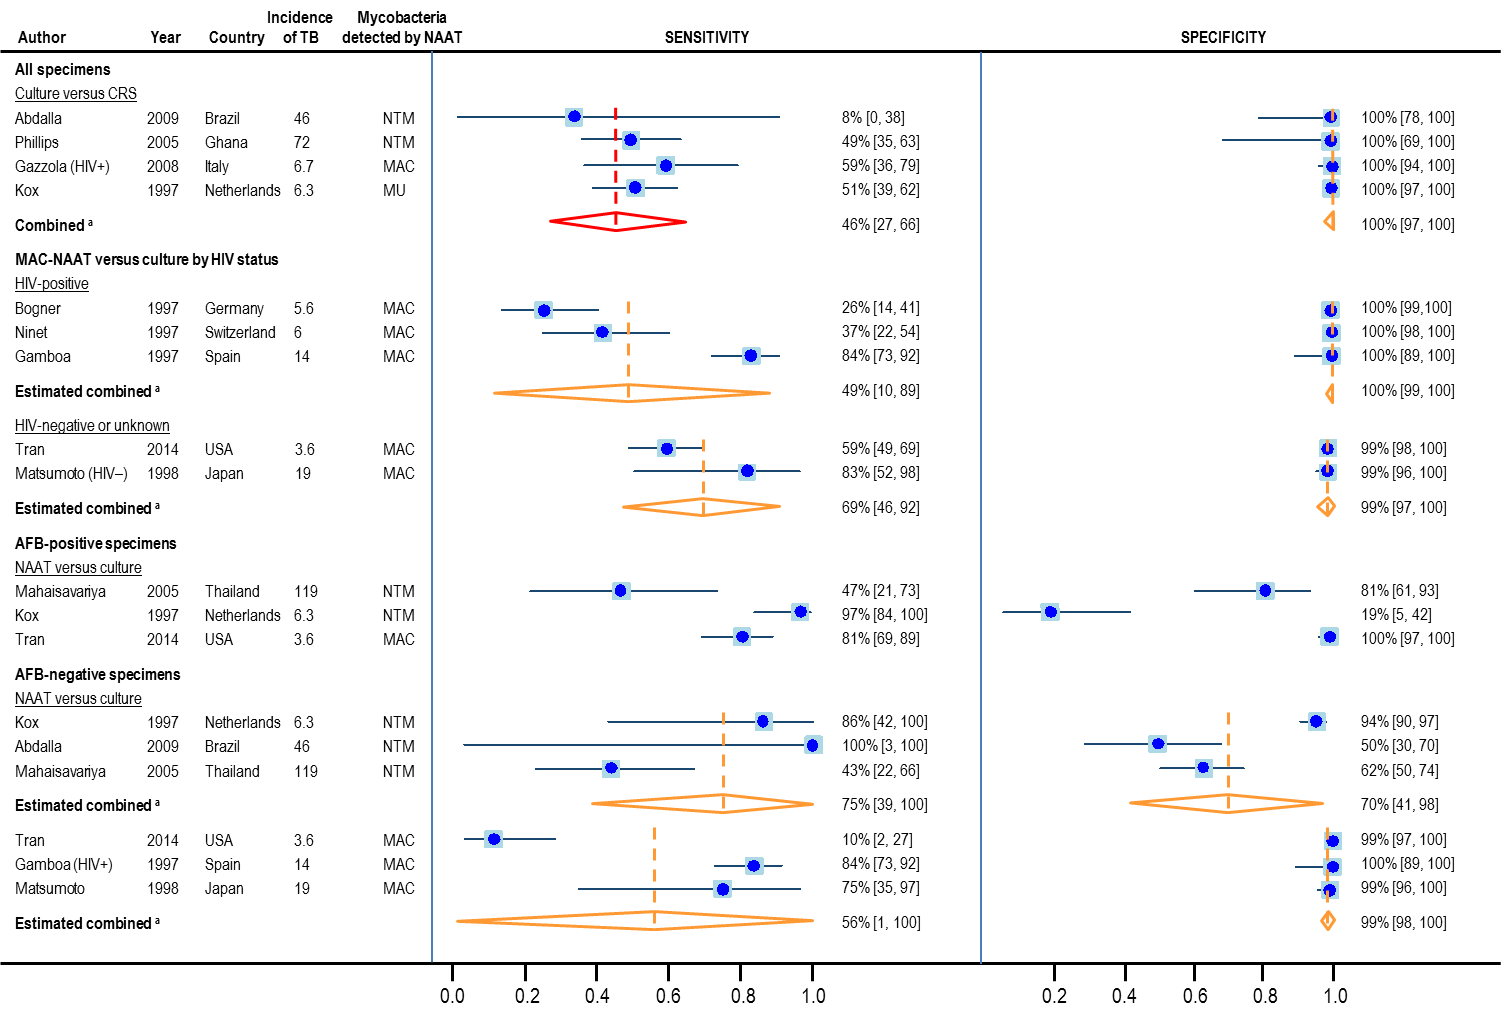 Author Year Country Incidence of TB Mycobacteria detected by NAAT SENSITIVITY SPECIFICITY
All specimens
Culture versus CRS
Abdalla 2009 Brazil 46 NTM 8% [0, 38] 100% [78, 100]
Phillips 2005 Ghana 72 NTM 49% [35, 63] 100% [69, 100]
Gazzola (HIV+) 2008 Italy 6.7 MAC 59% [36, 79] 100% [94, 100]
Kox 1997 Netherlands 6.3 MU 51% [39, 62] 100% [97, 100]
Combined ª 46% [27, 66] 100% [97, 100]
MAC-NAAT versus culture by HIV status
HIV-positive
Bogner 1997 Germany 5.6 MAC 26% [14, 41] 100% [99,100]
Ninet 1997 Switzerland 6 MAC 37% [22, 54] 100% [98, 100]
Gamboa 1997 Spain 14 MAC 84% [73, 92] 100% [89, 100]
Estimated combined ª 49% [10, 89] 100% [99, 100]
HIV-negative or unknown
Tran 2014 USA 3.6 MAC 59% [49, 69] 99% [98, 100]
Matsumoto (HIV–) 1998 Japan 19 MAC 83% [52, 98] 99% [96, 100]
Estimated combined ª 69% [46, 92] 99% [97, 100]
AFB-positive specimens
NAAT versus culture
Mahaisavariya 2005 Thailand 119 NTM 47% [21, 73] 81% [61, 93]
Kox 1997 Netherlands 6.3 NTM 97% [84, 100] 19% [5, 42]
Tran 2014 USA 3.6 MAC 81% [69, 89] 100% [97, 100]
AFB-negative specimens
NAAT versus culture
Kox 1997 Netherlands 6.3 NTM 86% [42, 100] 94% [90, 97]
Abdalla 2009 Brazil 46 NTM 100% [3, 100] 50% [30, 70]
Mahaisavariya 2005 Thailand 119 NTM 43% [22, 66] 62% [50, 74]
Estimated combined ª 75% [39, 100] 70% [41, 98]
Tran 2014 USA 3.6 MAC 10% [2, 27] 99% [97, 100]
Gamboa (HIV+) 1997 Spain 14 MAC 84% [73, 92] 100% [89, 100]
Matsumoto 1998 Japan 19 MAC 75% [35, 97] 99% [96, 100]
Estimated combined ª 56% [1, 100] 99% [98, 100]
0.0 0.2 0.4 0.6 0.8 1.0 0.2 0.4 0.6 0.8 1.0